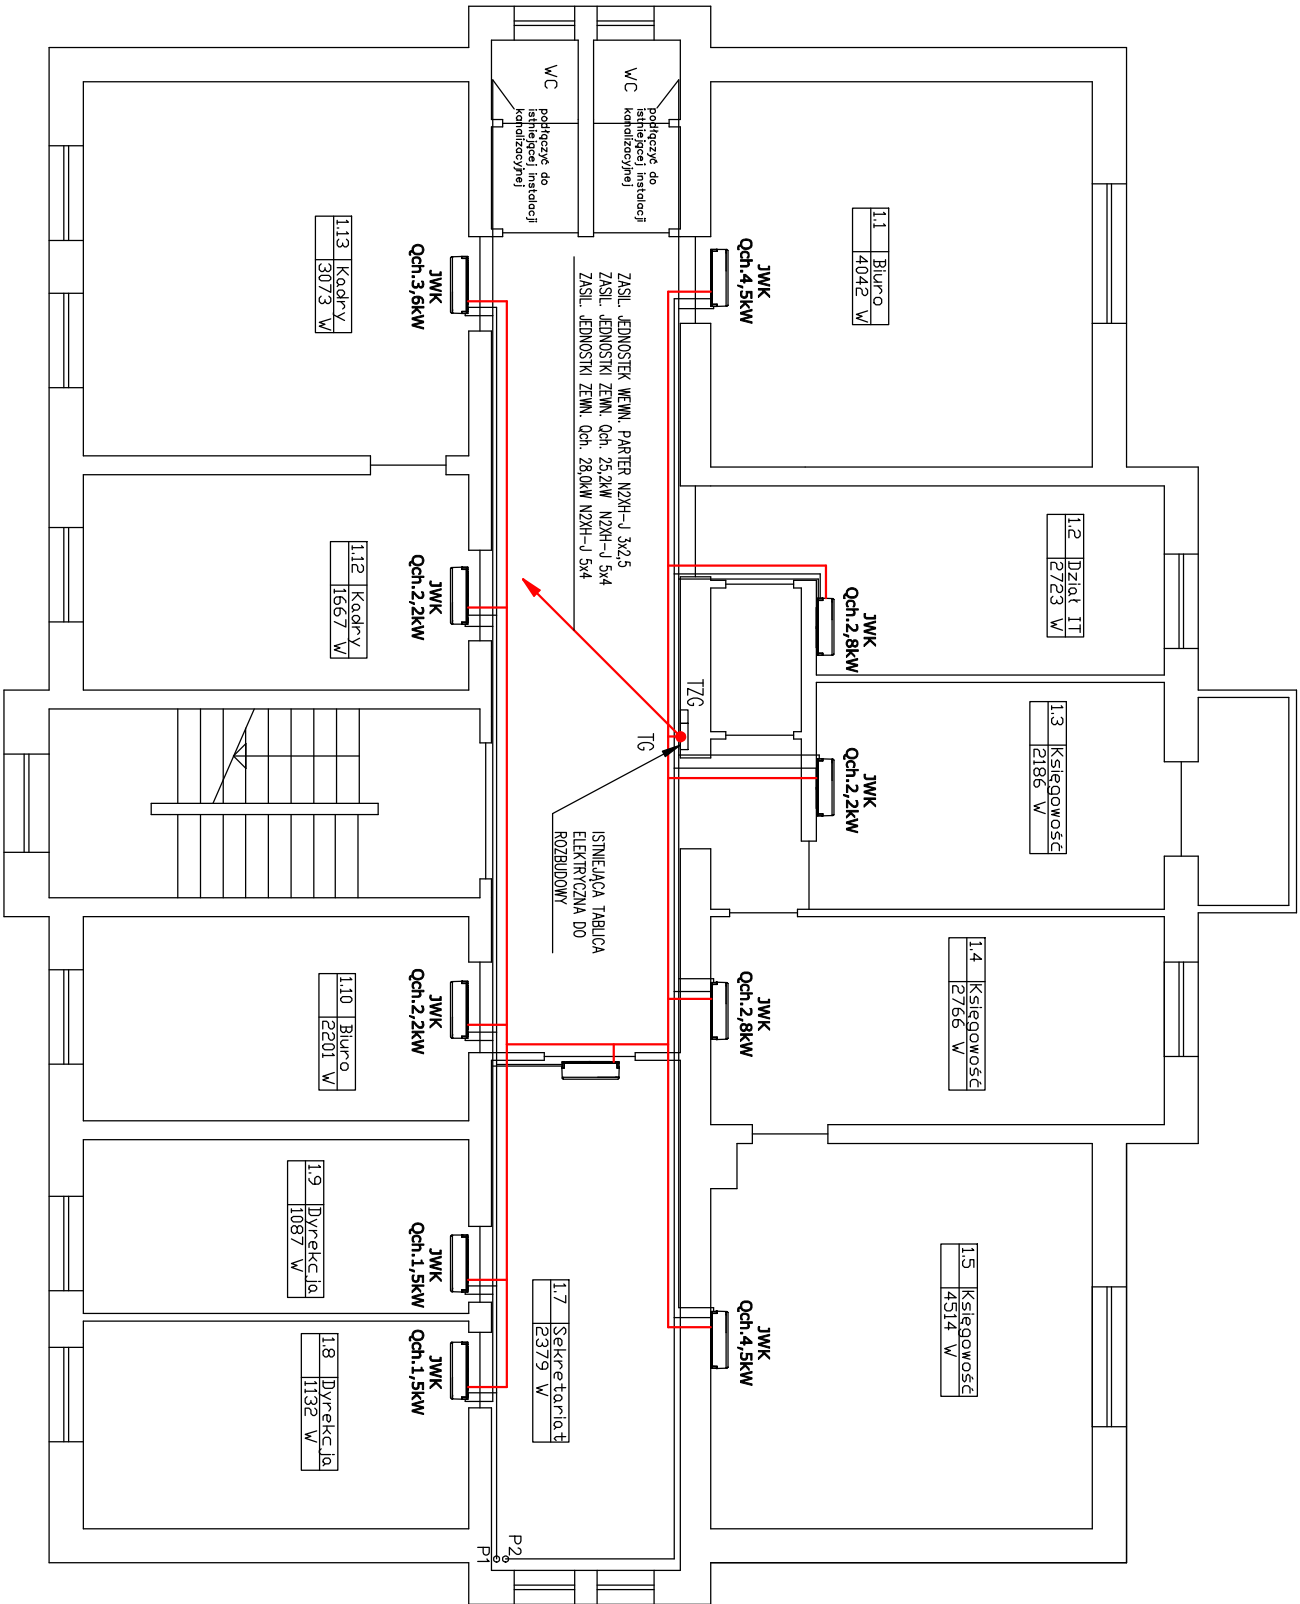 WC
podłączyć do
istniejącej instalacji
kanalizacyjnej
WC
podłączyć do
istniejącej instalacji
kanalizacyjnej
1.1 Biuro
4042 W
JWK
Qch.4,5kW
1.2 Dział IT
2723 W
JWK
Qch.2,8kW
1.3 Księgowość
2186 W
JWK
Qch.2,2kW
1.4 Księgowość
2766 W
JWK
Qch.2,8kW
1.5 Księgowość
4514 W
JWK
Qch.4,5kW
ZASIL. JEDNOSTEK WEWN. PARTER N2XH-J 3x2,5
ZASIL. JEDNOSTKI ZEWN. Qch. 25,2kW N2XH-J 5x4
ZASIL. JEDNOSTKI ZEWN. Qch. 28,0kW N2XH-J 5x4
TZG
TG
ISTNIEJĄCA TABLICA
ELEKTRYCZNA DO
ROZBUDOWY
1.7 Sekretariat
2379 W
P2
P1
JWK
Qch.3,6kW
1.13 Kadry
3073 W
JWK
Qch.2,2kW
1.12 Kadry
1667 W
JWK
Qch.2,2kW
1.10 Biuro
2201 W
JWK
Qch.1,5kW
1.9 Dyrekcja
1087 W
JWK
Qch.1,5kW
1.8 Dyrekcja
1132 W